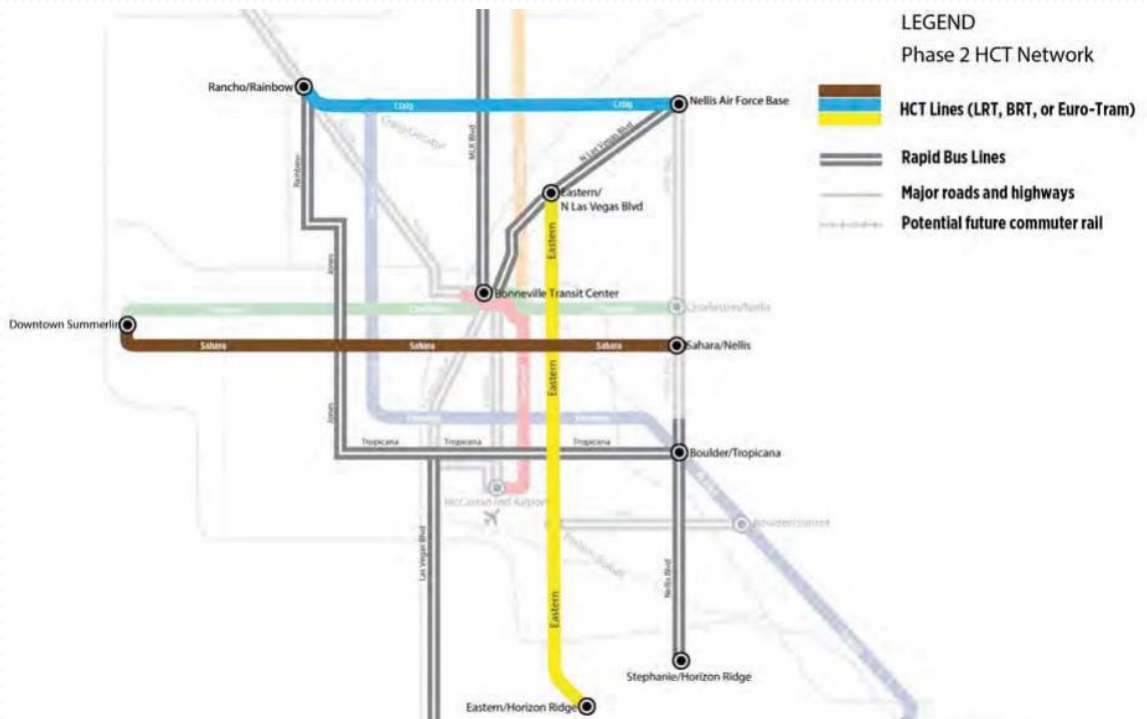 LEGEND
Phase 2 HCT Network
HCT Lines (LRT, BRT, or Euro-Tram)
Rapid Bus Lines
Major roads and highways
Potential future commuter rail
Rancho/Rainbow
Craig
Craig
Nellis Air Force Base
Craig/George
MLK Blvd
N Las Vegas Blvd
Rainbow
Eastern/
N Las Vegas Blvd
Eastern
Jones
Bonneville Transit Center
Charleston/Nellis
Downtown Summerlin
Sahara
Sahara
Sahara
Sahara/Nellis
Eastern
Jones
Tropicana
Tropicana
Tropicana
Boulder/Tropicana
McCarran Intl Airport
Las Vegas Blvd
Nellis Blvd
Eastern
Stephanie/Horizon Ridge
Eastern/Horizon Ridge